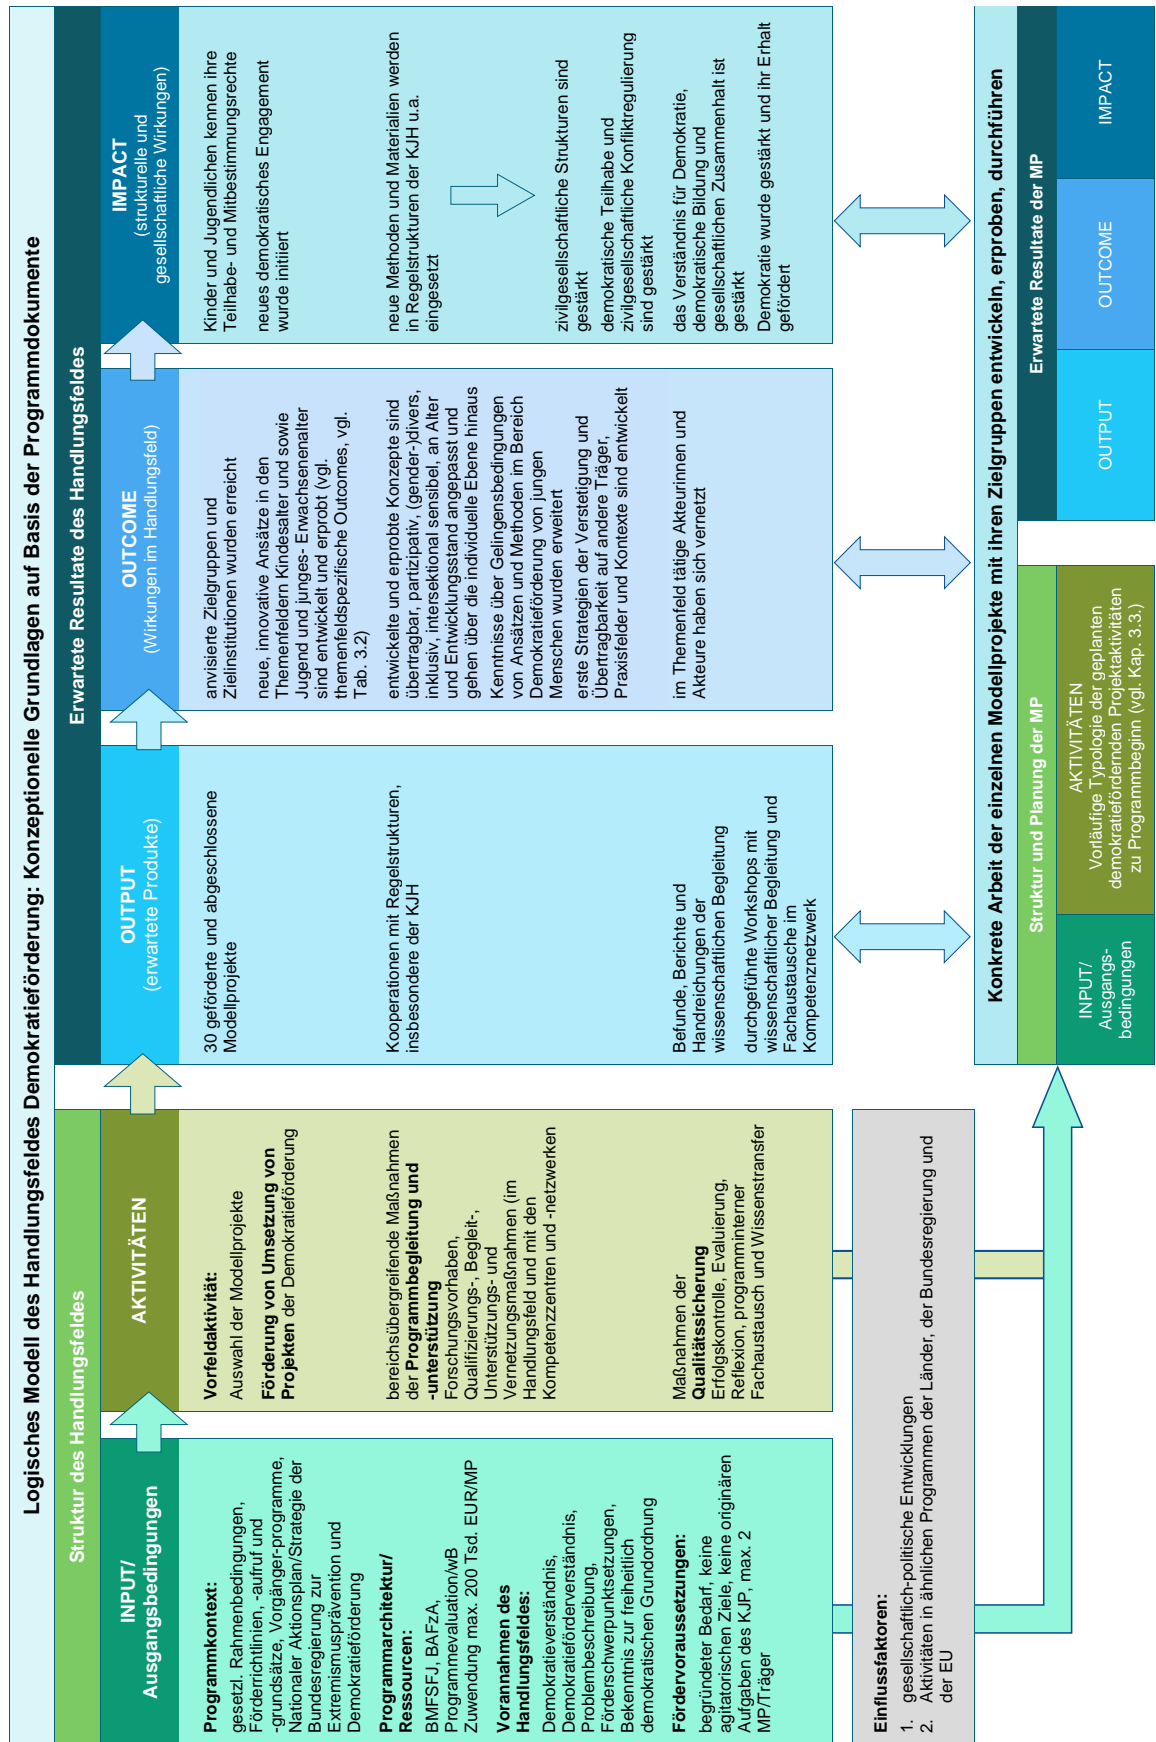 Logisches Modell des Handlungsfeldes Demokratieförderung: Konzeptionelle Grundlagen auf Basis der Programmdokumente
Struktur des Handlungsfeldes
Erwartete Resultate des Handlungsfeldes
INPUT/
Ausgangsbedingungen
Programmkontext:
gesetzl. Rahmenbedingungen,
Förderrichtlinien, -aufruf und
-grundsätze, Vorgänger-programme,
Nationaler Aktionsplan/Strategie der
Bundesregierung zur
Extremismusprävention und
Demokratieförderung
Programmarchitektur/
Ressourcen:
BMFSFJ, BAFzA,
Programmevaluation/wB
Zuwendung max. 200 Tsd. EUR/MP
Vorannahmen des
Handlungsfeldes:
Demokratieverständnis,
Demokratieförderverständnis,
Problembeschreibung,
Förderschwerpunktsetzungen,
Bekenntnis zur freiheitlich
demokratischen Grundordnung
Fördervoraussetzungen:
begründeter Bedarf, keine
agitatorischen Ziele, keine originären
Aufgaben des KJP, max. 2
MP/Träger
AKTIVITÄTEN
Vorfeldaktivität:
Auswahl der Modellprojekte
Förderung von Umsetzung von
Projekten der Demokratieförderung
bereichsübergreifende Maßnahmen
der Programmbegleitung und
-unterstützung
Forschungsvorhaben,
Qualifizierungs-, Begleit-,
Unterstützungs- und
Vernetzungsmaßnahmen (im
Handlungsfeld und mit den
Kompetenzzentren und -netzwerken
Maßnahmen der
Qualitätssicherung
Erfolgskontrolle, Evaluierung,
Reflexion, programminterner
Fachaustausch und Wissenstransfer
OUTPUT
(erwartete Produkte)
30 geförderte und abgeschlossene
Modellprojekte
Kooperationen mit Regelstrukturen,
insbesondere der KJH
Befunde, Berichte und
Handreichungen der
wissenschaftlichen Begleitung
durchgeführte Workshops mit
wissenschaftlicher Begleitung und
Fachaustausche im
Kompetenznetzwerk
OUTCOME
(Wirkungen im Handlungsfeld)
anvisierte Zielgruppen und
Zielinstitutionen wurden erreicht
neue, innovative Ansätze in den
Themenfeldern Kindesalter und sowie
Jugend und junges- Erwachsenenalter
sind entwickelt und erprobt (vgl.
themenfeldspezifische Outcomes, vgl.
Tab. 3.2)
entwickelte und erprobte Konzepte sind
übertragbar, partizipativ, (gender-)divers,
inklusiv, intersektional sensibel, an Alter
und Entwicklungsstand angepasst und
gehen über die individuelle Ebene hinaus
Kenntnisse über Gelingensbedingungen
von Ansätzen und Methoden im Bereich
Demokratieförderung von jungen
Menschen wurden erweitert
erste Strategien der Verstetigung und
Übertragbarkeit auf andere Träger,
Praxisfelder und Kontexte sind entwickelt
im Themenfeld tätige Akteurinnen und
Akteure haben sich vernetzt
IMPACT
(strukturelle und
gesellschaftliche Wirkungen)
Kinder und Jugendlichen kennen ihre
Teilhabe- und Mitbestimmungsrechte
neues demokratisches Engagement
wurde initiiert
neue Methoden und Materialien werden
in Regelstrukturen der KJH u.a.
eingesetzt
zivilgesellschaftliche Strukturen sind
gestärkt
demokratische Teilhabe und
zivilgesellschaftliche Konfliktregulierung
sind gestärkt
das Verständnis für Demokratie,
demokratische Bildung und
gesellschaftlichen Zusammenhalt ist
gestärkt
Demokratie wurde gestärkt und ihr Erhalt
gefördert
Einflussfaktoren:
1. gesellschaftlich-politische Entwicklungen
2. Aktivitäten in ähnlichen Programmen der Länder, der Bundesregierung und
der EU
Konkrete Arbeit der einzelnen Modellprojekte mit ihren Zielgruppen entwickeln, erproben, durchführen
Struktur und Planung der MP
Erwartete Resultate der MP
INPUT/
Ausgangs-
bedingungen
AKTIVITÄTEN
Vorläufige Typologie der geplanten
demokratiefördernden Projektaktivitäten
zu Programmbeginn (vgl. Kap. 3.3.)
OUTPUT
OUTCOME
IMPACT